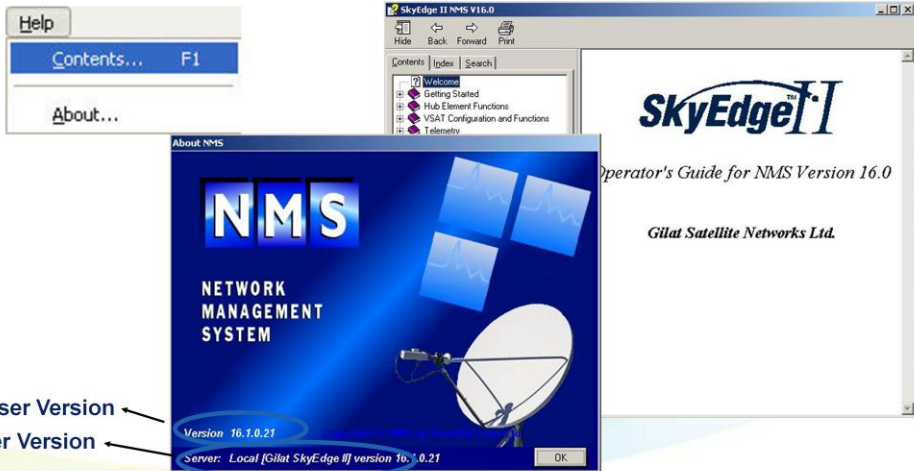 Help
Contents... F1
About...
SkyEdge II NMS V16.0
Hide Back Forward Print
Contents Index Search
Welcome
Getting Started
Hub Element Functions
VSAT Configuration and Functions
Telemetry
SkyEdge II
Operator's Guide for NMS Version 16.0
Gilat Satellite Networks Ltd.
About NMS
NMS
NETWORK
MANAGEMENT
SYSTEM
Version 16.1.0.21
Server: Local [Gilat SkyEdge II] version 16.1.0.21
OK
ser Version
er Version